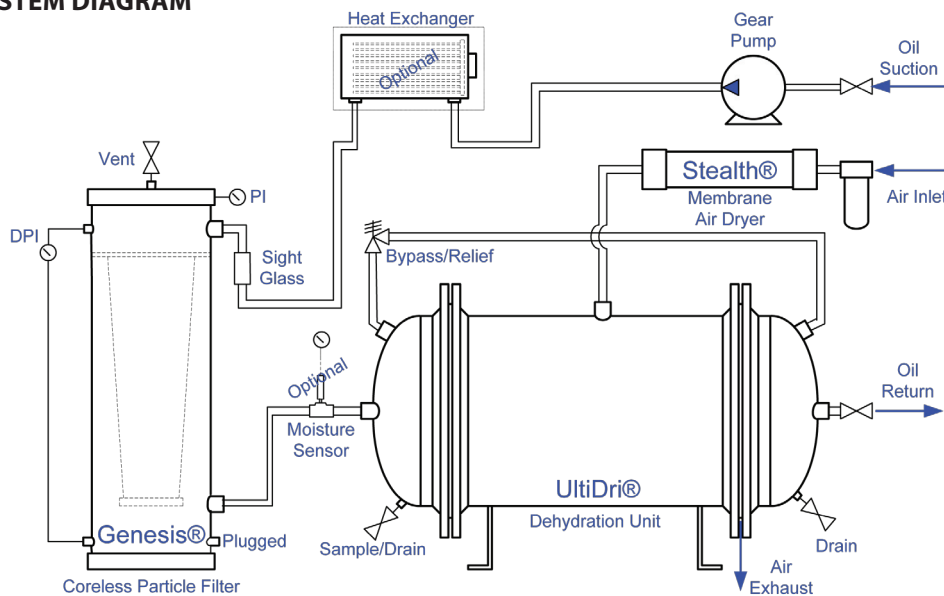 STEM DIAGRAM
Heat Exchanger
Optional
Gear
Pump
Oil
Suction
Vent
PI
Stealth®
Membrane
Air Dryer
Air Inlet
DPI
Sight
Glass
Bypass/Relief
Optional
Moisture
Sensor
Oil
Return
UltiDri®
Dehydration Unit
Genesis®
Plugged
Sample/Drain
Drain
Air
Exhaust
Coreless Particle Filter